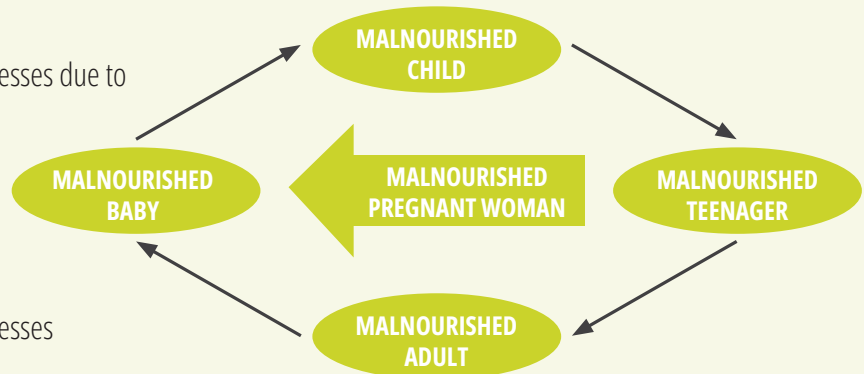 MALNOURISHED
CHILD
esses due to
MALNOURISHED
BABY
MALNOURISHED
PREGNANT WOMAN
MALNOURISHED
TEENAGER
esses
MALNOURISHED
ADULT